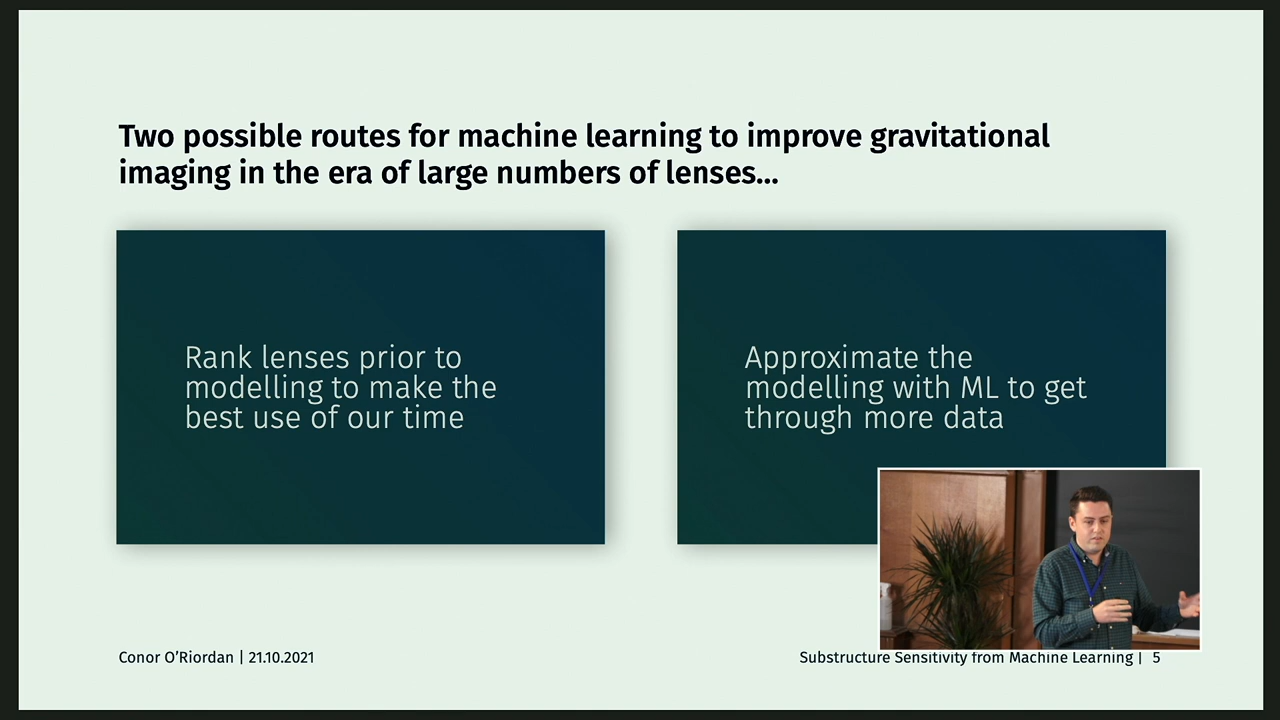 Two possible routes for machine learning to improve gravitational
imaging in the era of large numbers of lenses...
Rank lenses prior to
modelling to make the
best use of our time
Approximate the
modelling with ML to get
through more data
Conor O'Riordan | 21.10.2021
Substructure Sensitivity from Machine Learning | 5